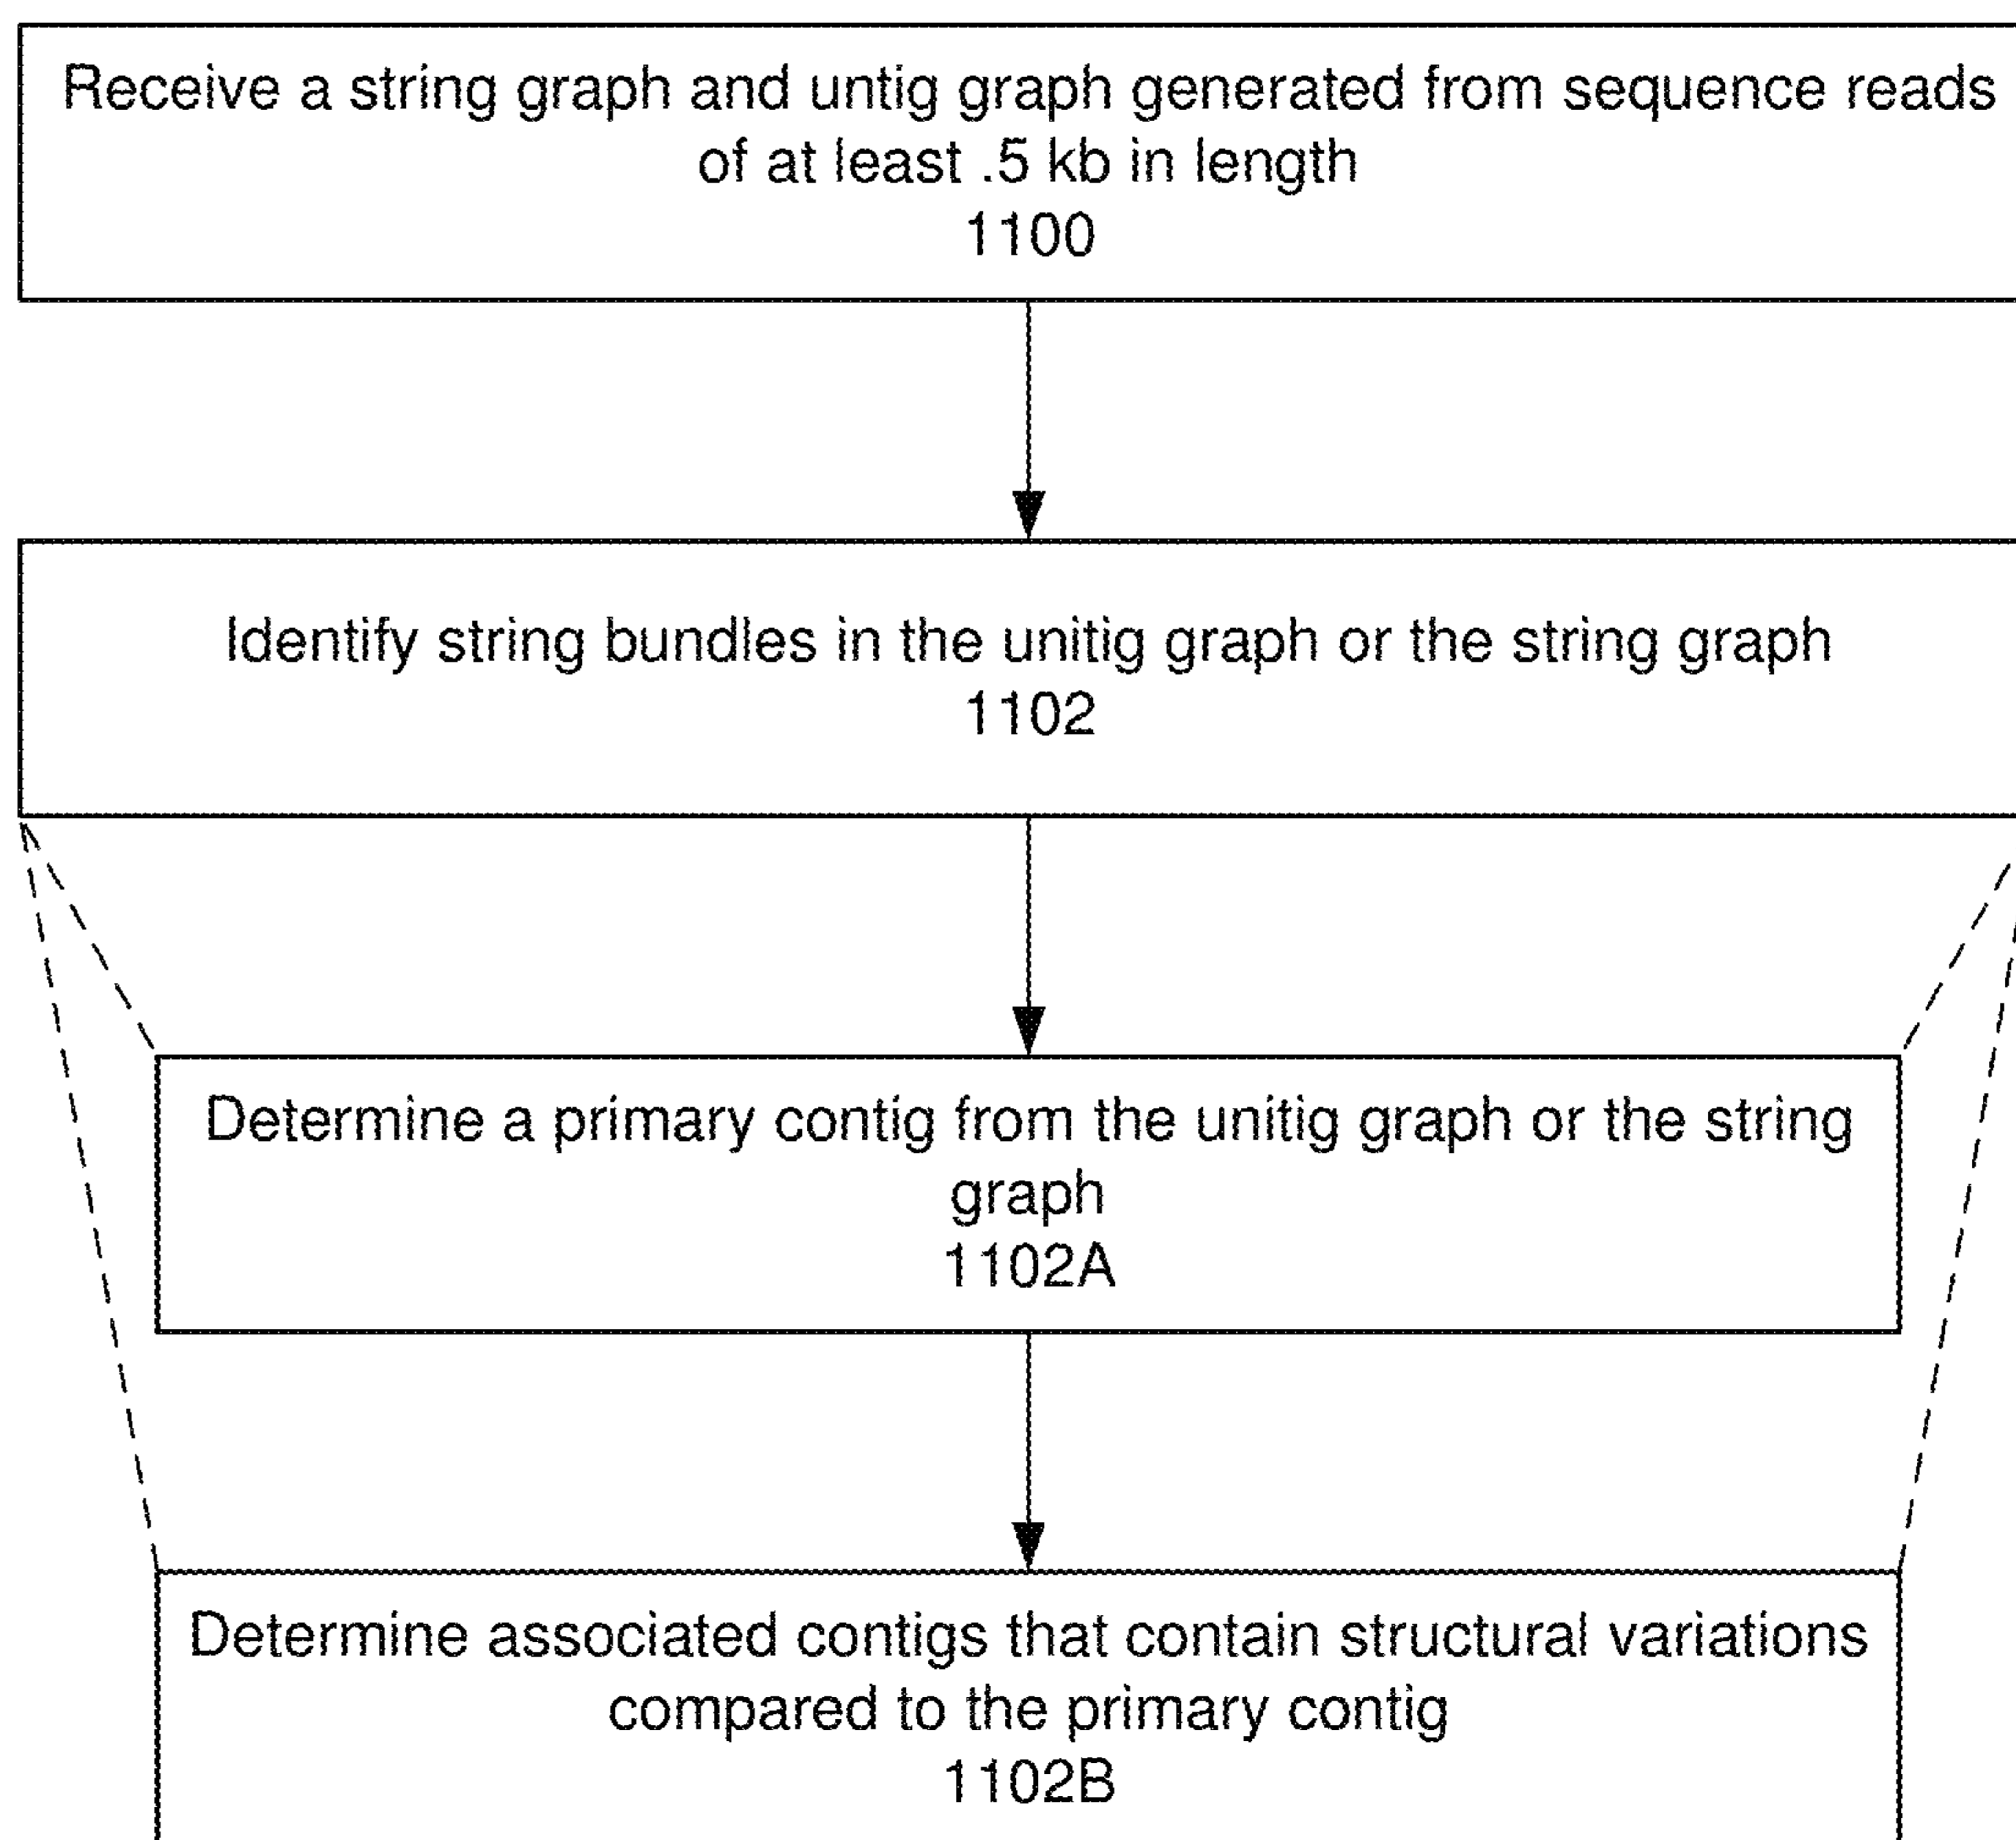 Receive a string graph and untig graph generated from sequence reads
of at least .5 kb in length
1100
Identify string bundles in the unitig graph or the string graph
1102
Determine a primary contig from the unitig graph or the string
graph
1102A
Determine associated contigs that contain structural variations
compared to the primary contig
1102B